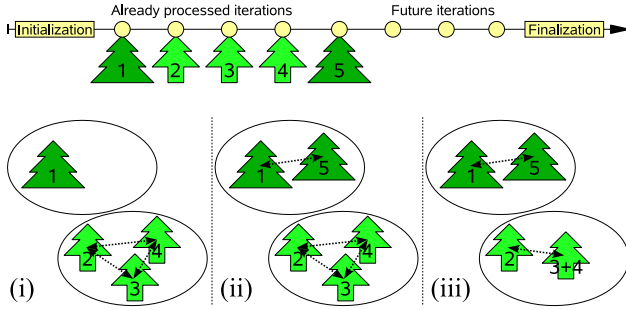 Already processed iterations Future iterations
Initialization Finalization
1 2 3 4 5
1 1 5 1 5
2 4 3 2 4 3 2 3+4
(i) (ii) (iii)